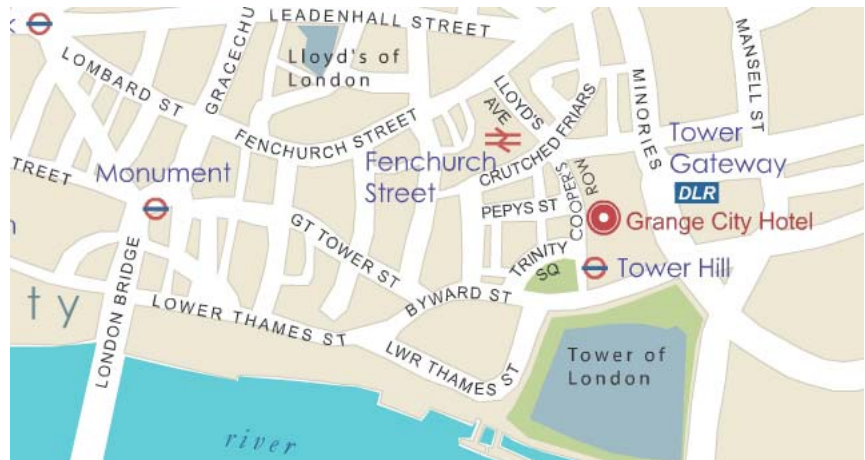 LEADENHALL STREET
Lloyd's of
London
LOMBARD ST
GRACECHU
FENCHURCH STREET
LLOYD'S
AVE
CRUTCHED FRIARS
MINORIES
MANSELL ST
Tower
Gateway
DLR
Fenchurch
Street
Monument
TREET
PEPYS ST
COOPER'S
ROW
Grange City Hotel
GT TOWER ST
TRINITY
SQ
Tower Hill
BYWARD ST
LONDON BRIDGE
ty
LOWER THAMES ST
LWR THAMES ST
Tower of
London
river